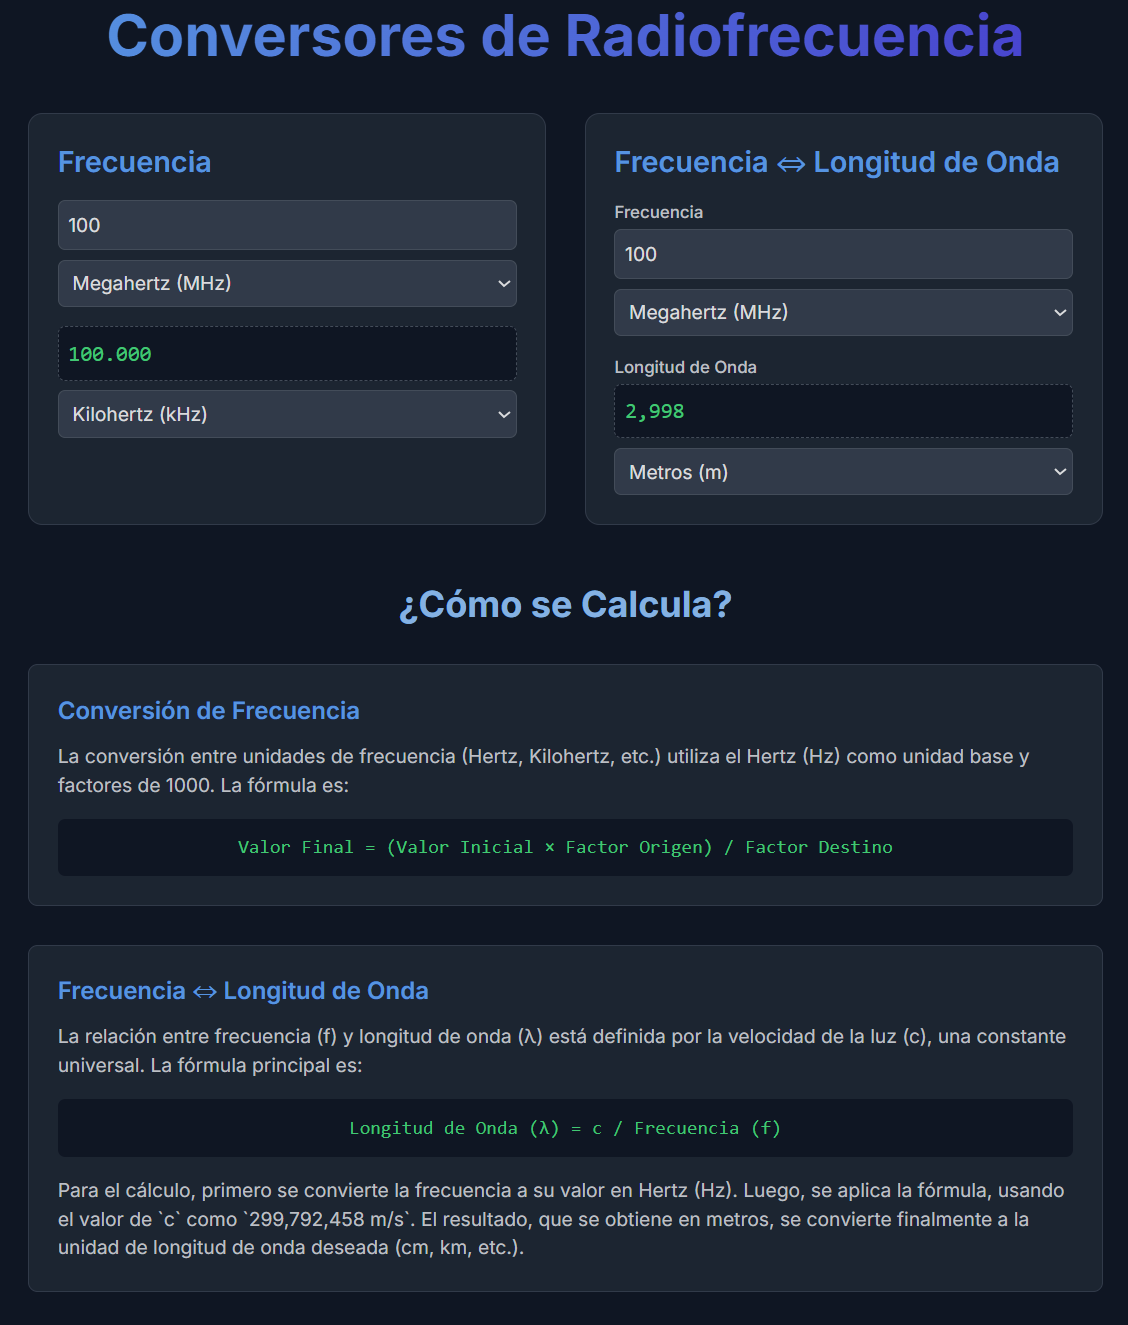 Conversores de Radiofrecuencia
Frecuencia
100
Megahertz (MHz)
100.000
Kilohertz (kHz)
Frecuencia ⇔ Longitud de Onda
Frecuencia
100
Megahertz (MHz)
Longitud de Onda
2,998
Metros (m)
¿Cómo se Calcula?
Conversión de Frecuencia
La conversión entre unidades de frecuencia (Hertz, Kilohertz, etc.) utiliza el Hertz (Hz) como unidad base y
factores de 1000. La fórmula es:
Valor Final = (Valor Inicial × Factor Origen) / Factor Destino
Frecuencia ⇔ Longitud de Onda
La relación entre frecuencia (f) y longitud de onda (λ) está definida por la velocidad de la luz (c), una constante
universal. La fórmula principal es:
Longitud de Onda (λ) = c / Frecuencia (f)
Para el cálculo, primero se convierte la frecuencia a su valor en Hertz (Hz). Luego, se aplica la fórmula, usando
el valor de `c` como `299,792,458 m/s`. El resultado, que se obtiene en metros, se convierte finalmente a la
unidad de longitud de onda deseada (cm, km, etc.).